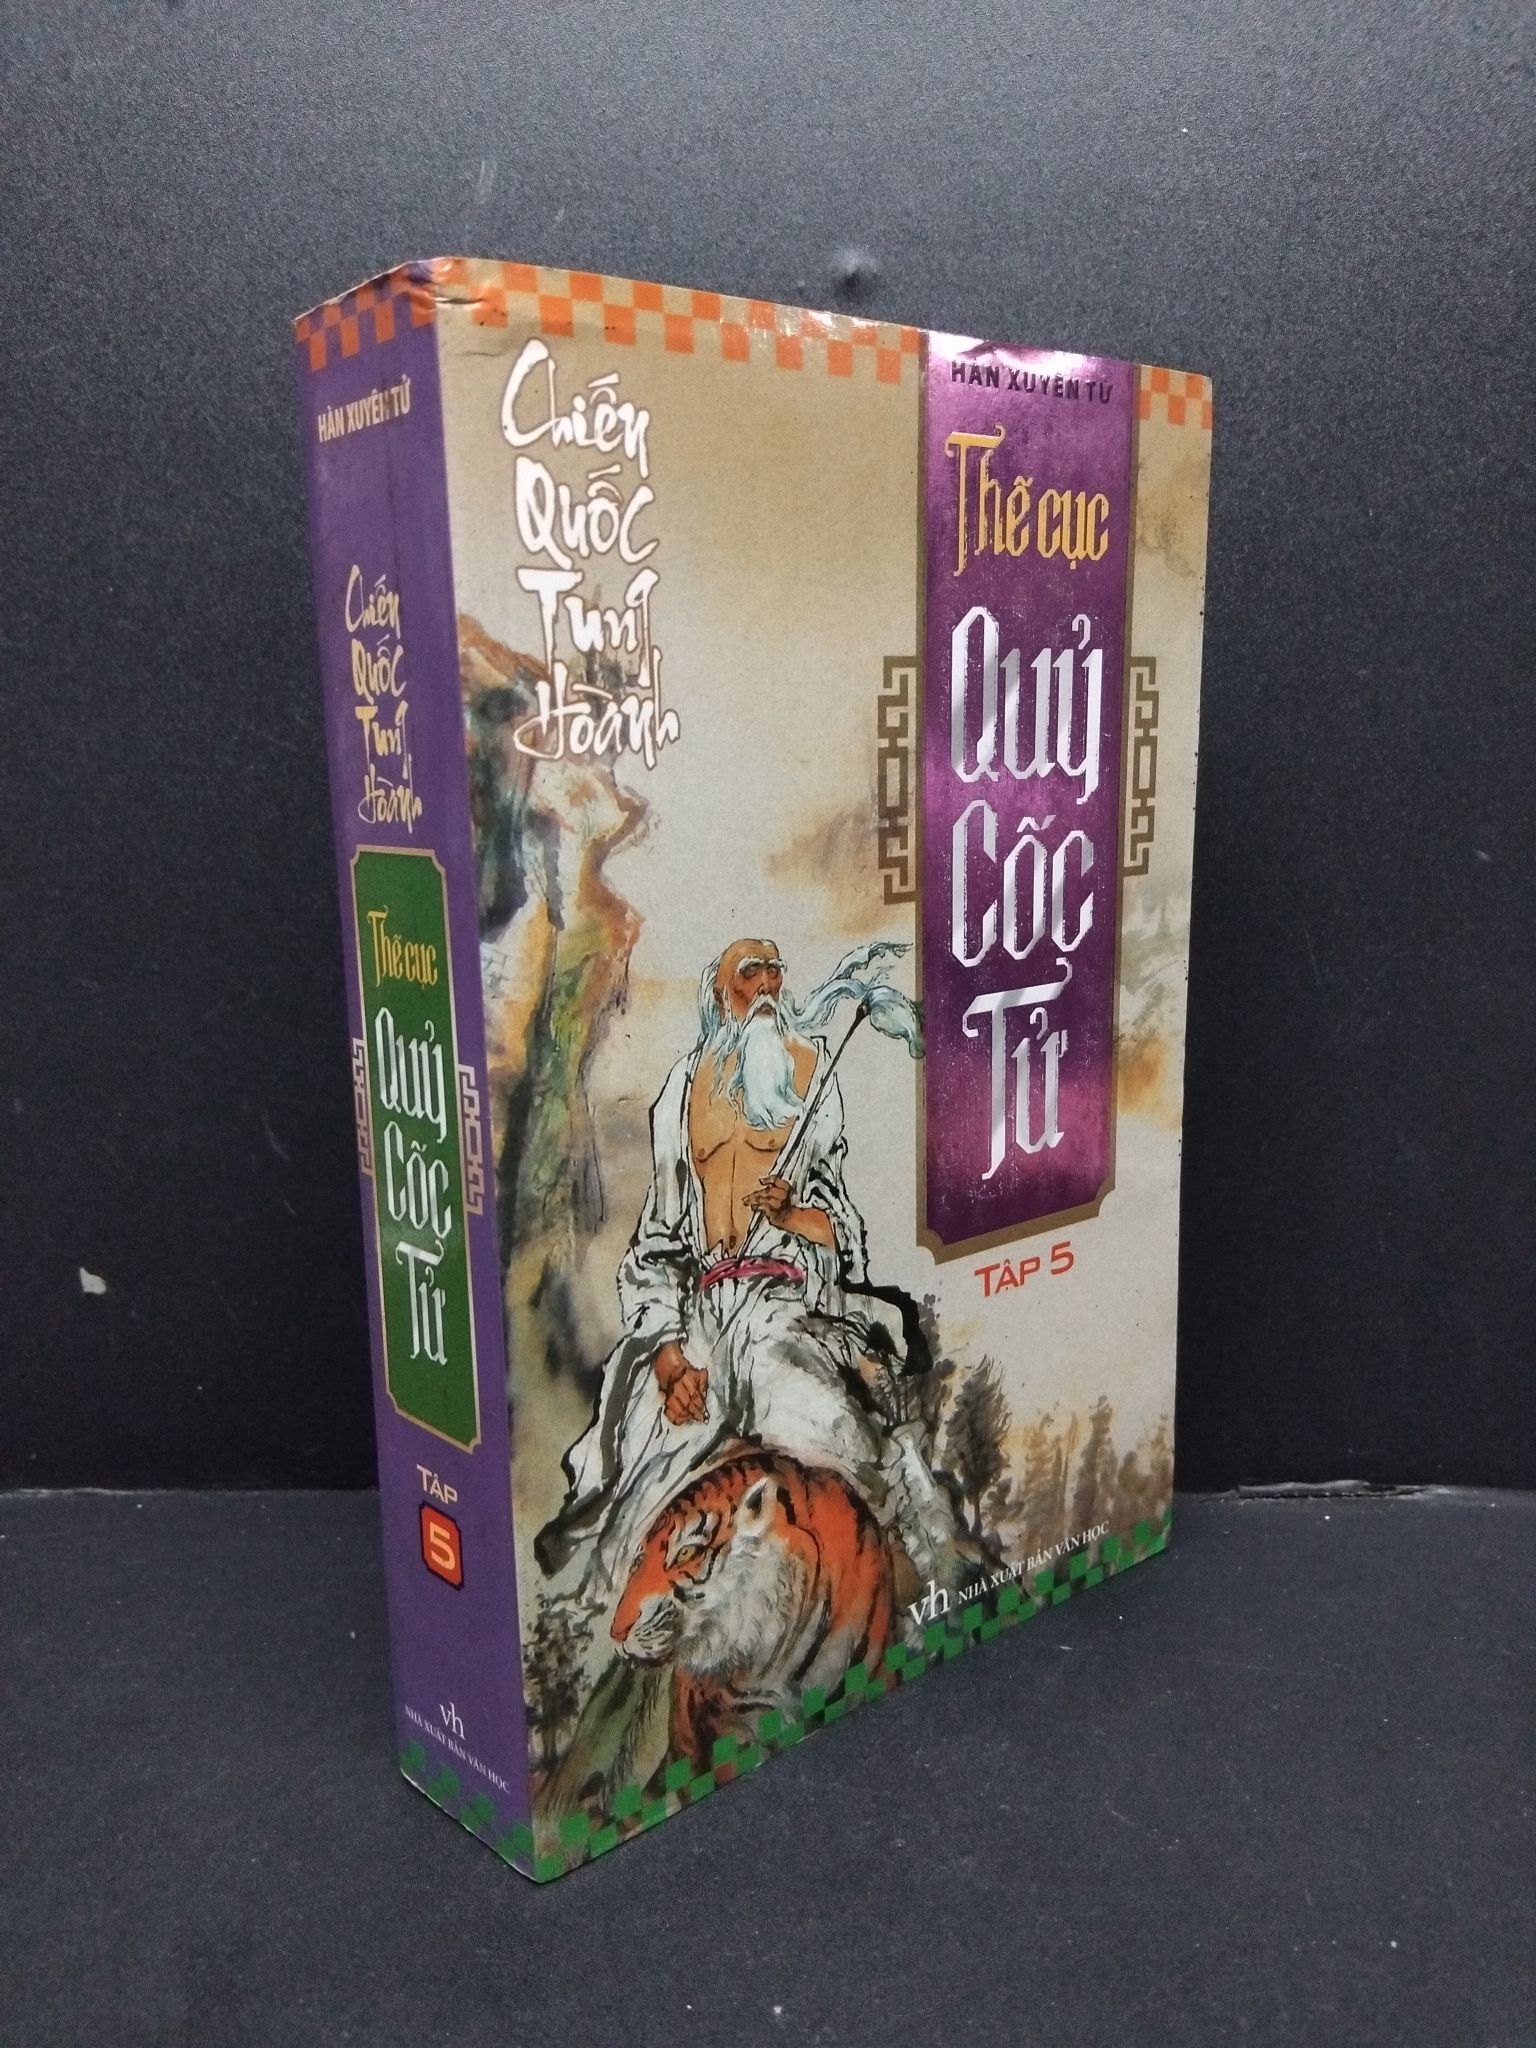 HÀN XUYÊN TỬ
Chiến
Quốc
Tung
Hoành
Thế cục
Quỷ
Cốc
Tử
TẬP
5
vh
NHÀ XUẤT BẢN VĂN HỌC
Chiến
Quốc
Tung
Hoành
HÀN XUYÊN TỬ
Thế cục
Quỷ
Cốc
Tử
TẬP 5
vh NHÀ XUẤT BẢN VĂN HỌC